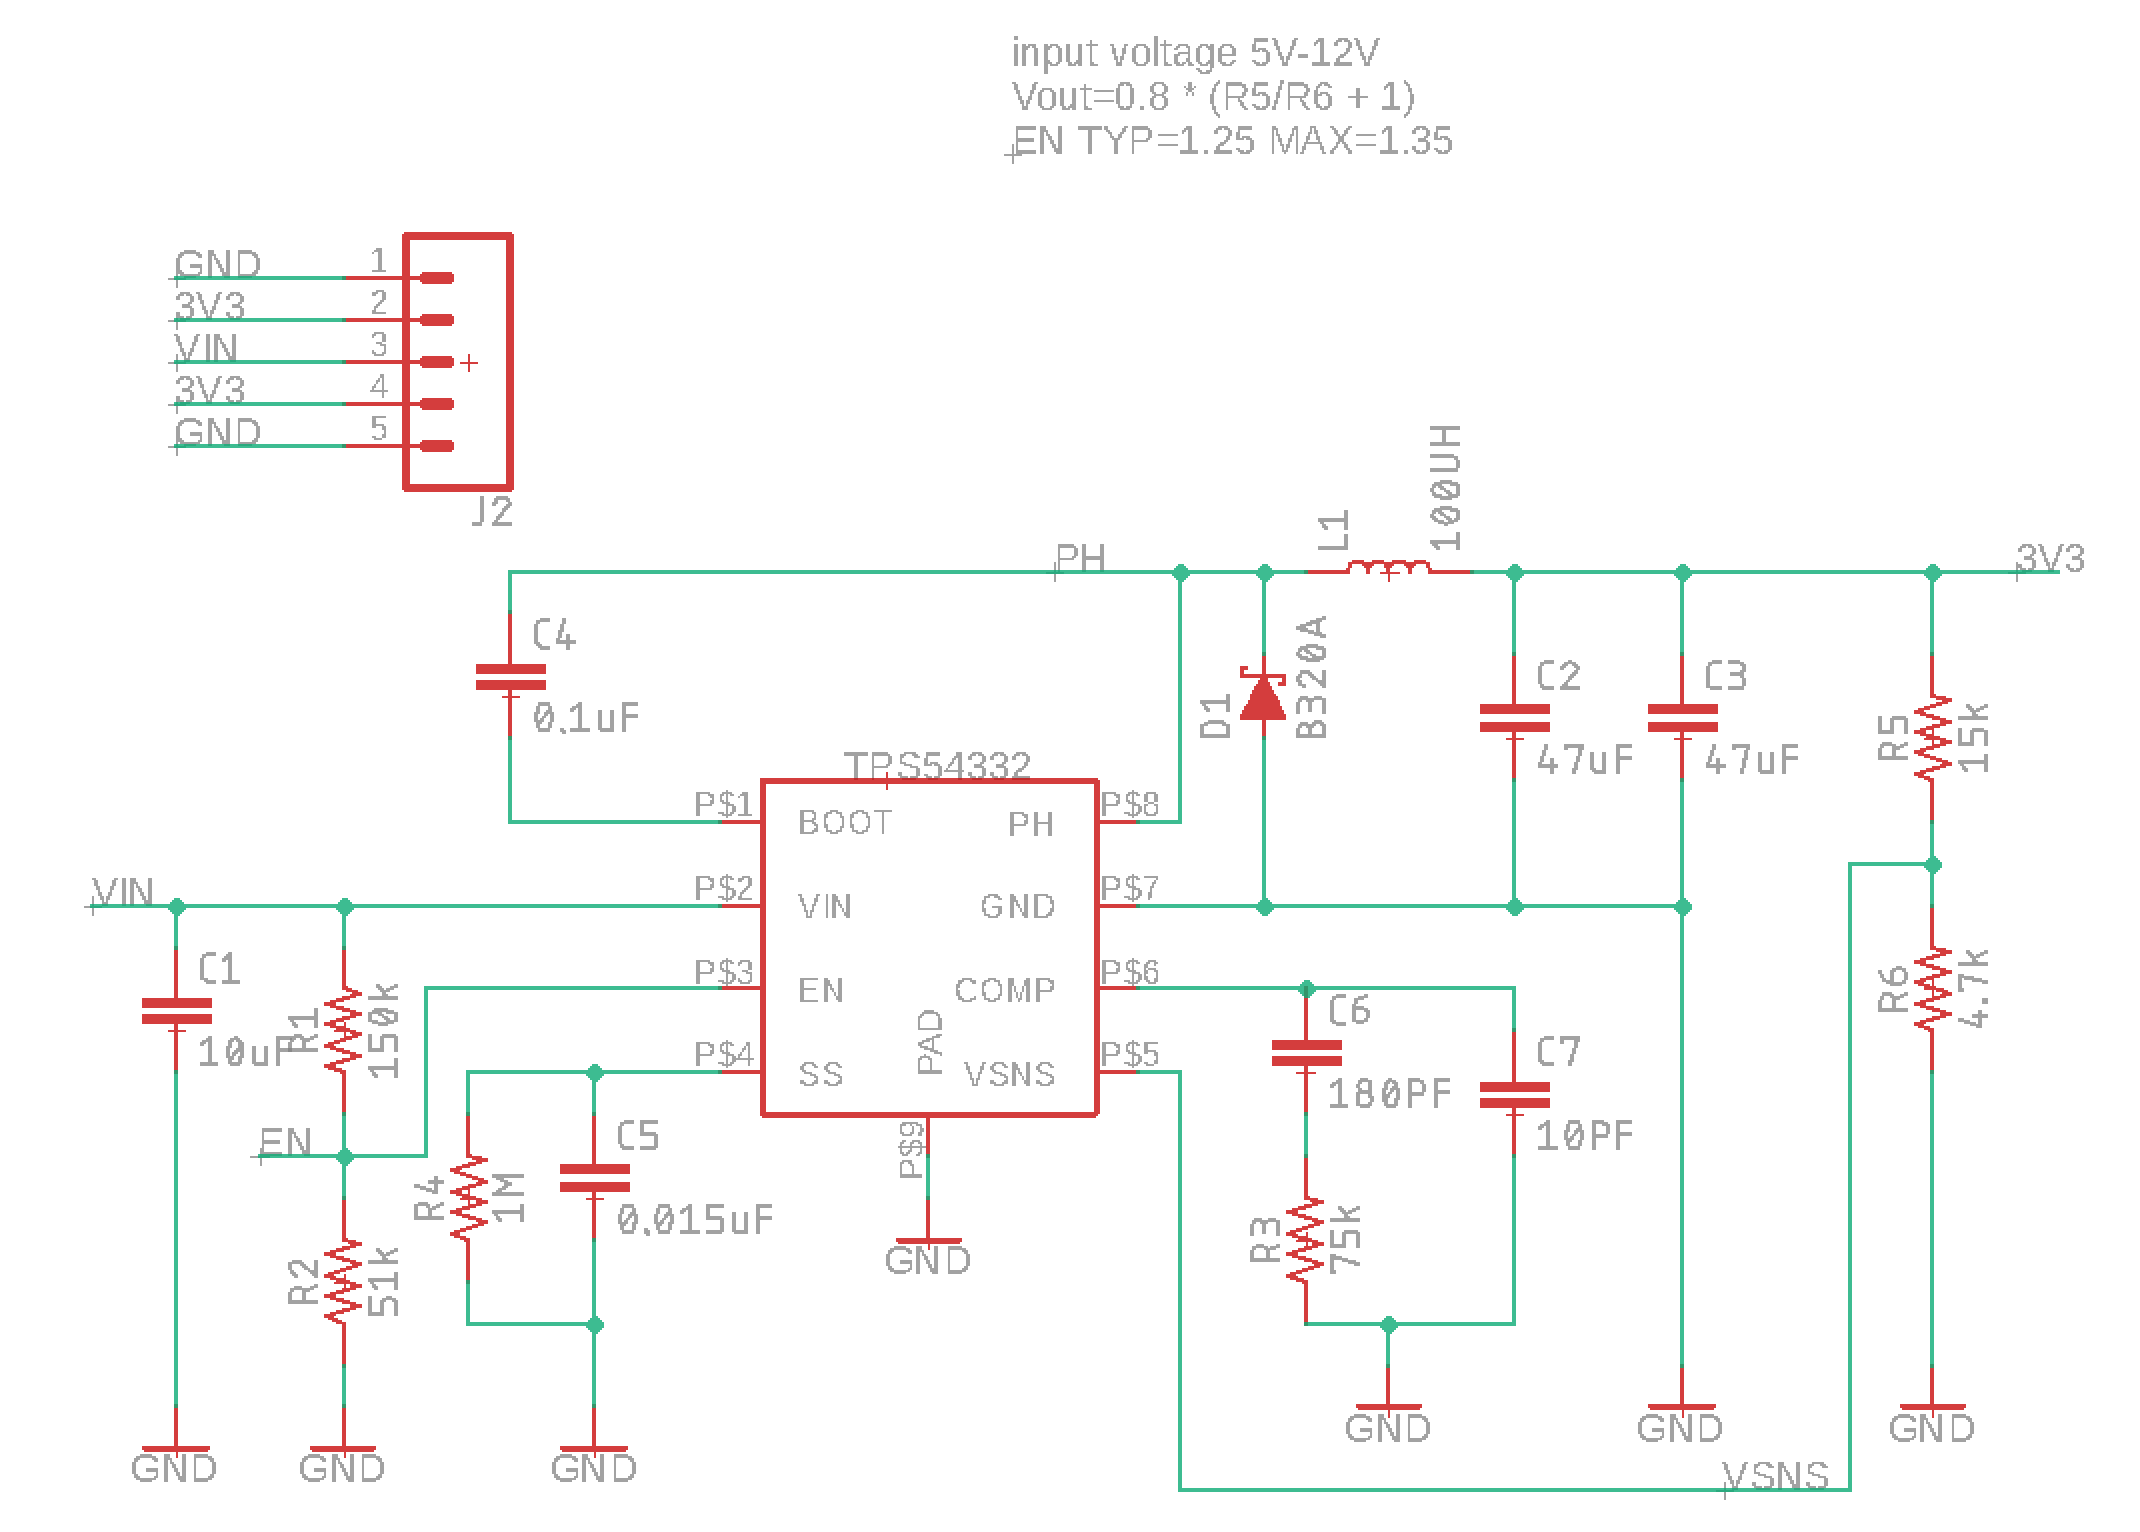 input voltage 5V-12V
Vout=0.8 * (R5/R6 + 1)
EN TYP=1.25 MAX=1.35
GND 1
3V3 2
VIN 3
3V3 4
GND 5
J2
PH
L1
100UH
3V3
C4
0.1uF
D1
B320A
C2
47uF
C3
47uF
R5
15k
TPS54332
P$1
BOOT
PH
P$8
VIN
P$2
VIN
GND
P$7
C1
10uF
R1
150k
P$3
EN
COMP
P$6
C6
180PF
C7
10PF
R6
4.7k
P$4
SS
PAD
VSNS
P$5
EN
R4
1M
C5
0.015uF
P$9
GND
R2
51k
R3
75k
GND
GND
GND
GND
GND
GND
VSNS